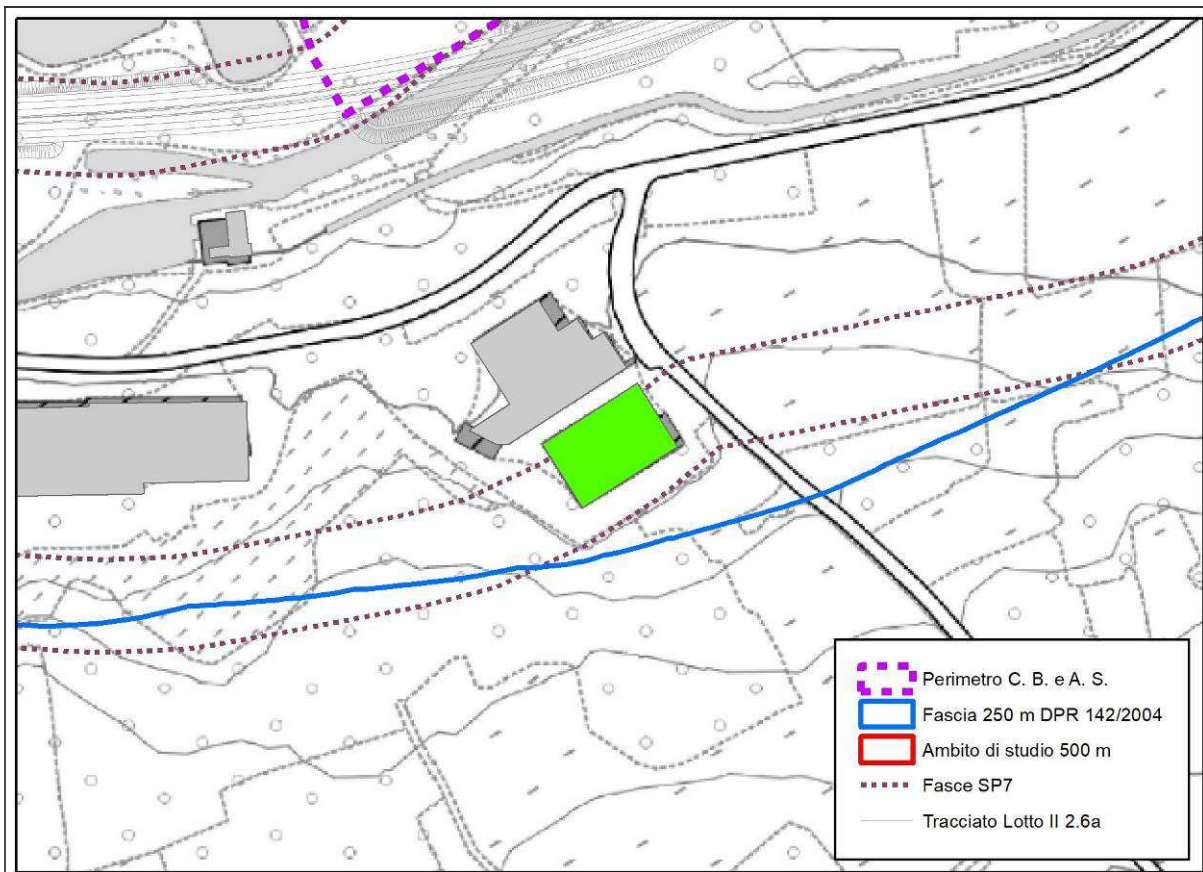 Perimetro C. B. e A. S.
Fascia 250 m DPR 142/2004
Ambito di studio 500 m
Fasce SP7
Tracciato Lotto II 2.6a